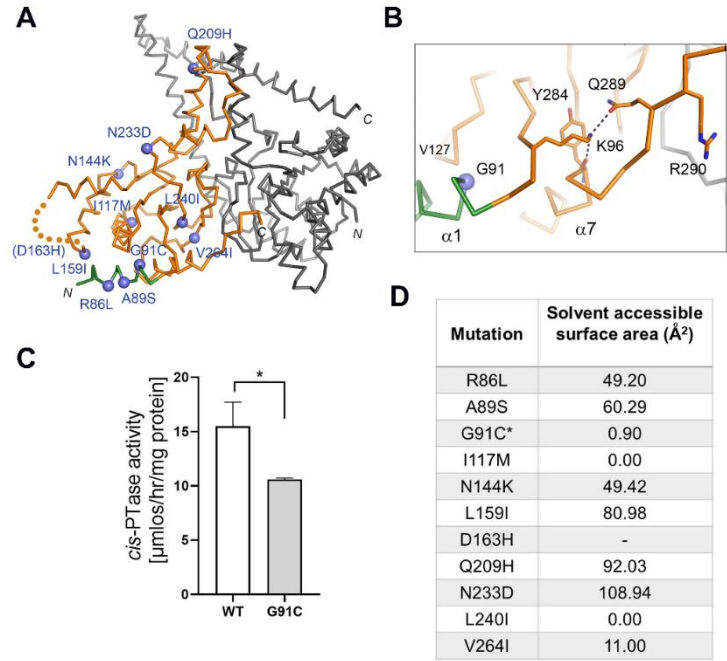 A
Q209H
C
N233D
N144K
I117M
L240I
(D163H)
G91C
C
V264I
N
L159I
N
R86L
A89S
B
Q289
Y284
V127
K96
G91
R290
α1
α7
C
cis-PTase activity
[µmlos/hr/mg protein]
20
15
10
5
0
*
WT
G91C
D
Mutation
Solvent accessible
surface area (Å²)
R86L 49.20
A89S 60.29
G91C* 0.90
I117M 0.00
N144K 49.42
L159I 80.98
D163H -
Q209H 92.03
N233D 108.94
L240I 0.00
V264I 11.00